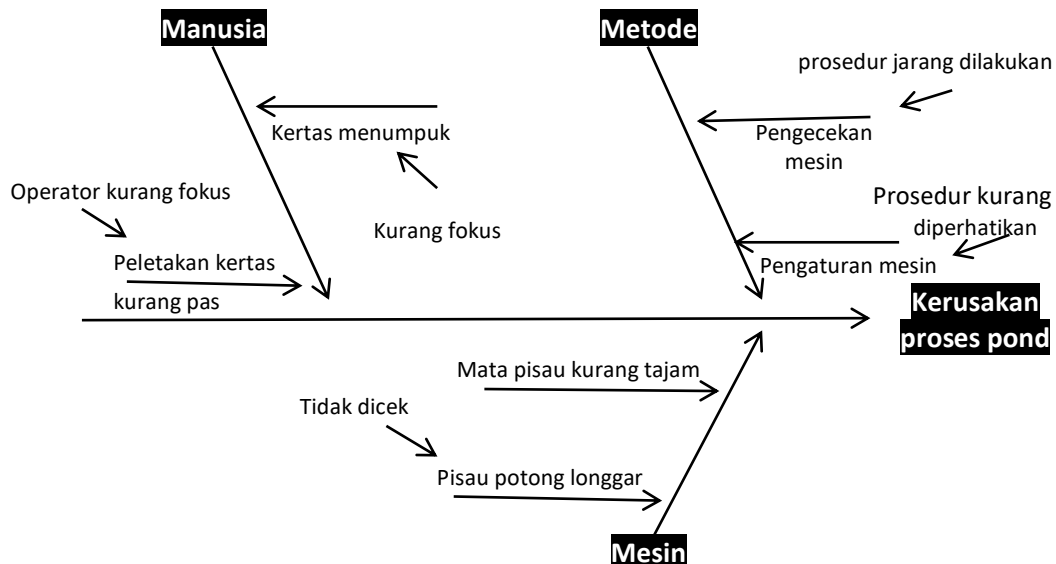 Manusia
Metode
prosedur jarang dilakukan
Kertas menumpuk
Pengecekan
mesin
Operator kurang fokus
Kurang fokus
Prosedur kurang
diperhatikan
Peletakan kertas
kurang pas
Pengaturan mesin
Kerusakan
proses pond
Mata pisau kurang tajam
Tidak dicek
Pisau potong longgar
Mesin